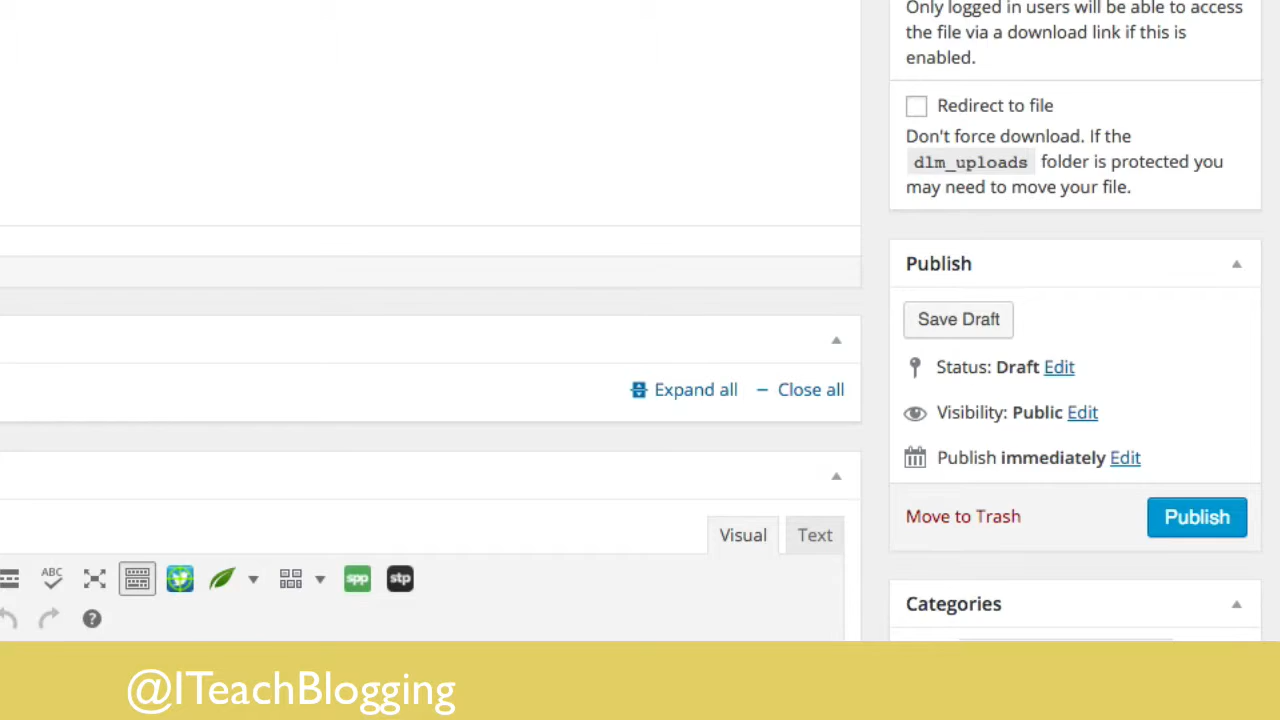 Only logged in users will be able to access
the file via a download link if this is
enabled.
Redirect to file
Don't force download. If the
dlm_uploads folder is protected you
may need to move your file.
Publish
Save Draft
Status: Draft Edit
Visibility: Public Edit
Publish immediately Edit
Move to Trash Publish
Categories
Expand all Close all
Visual Text
ABC
spp stp
?
@ITeachBlogging